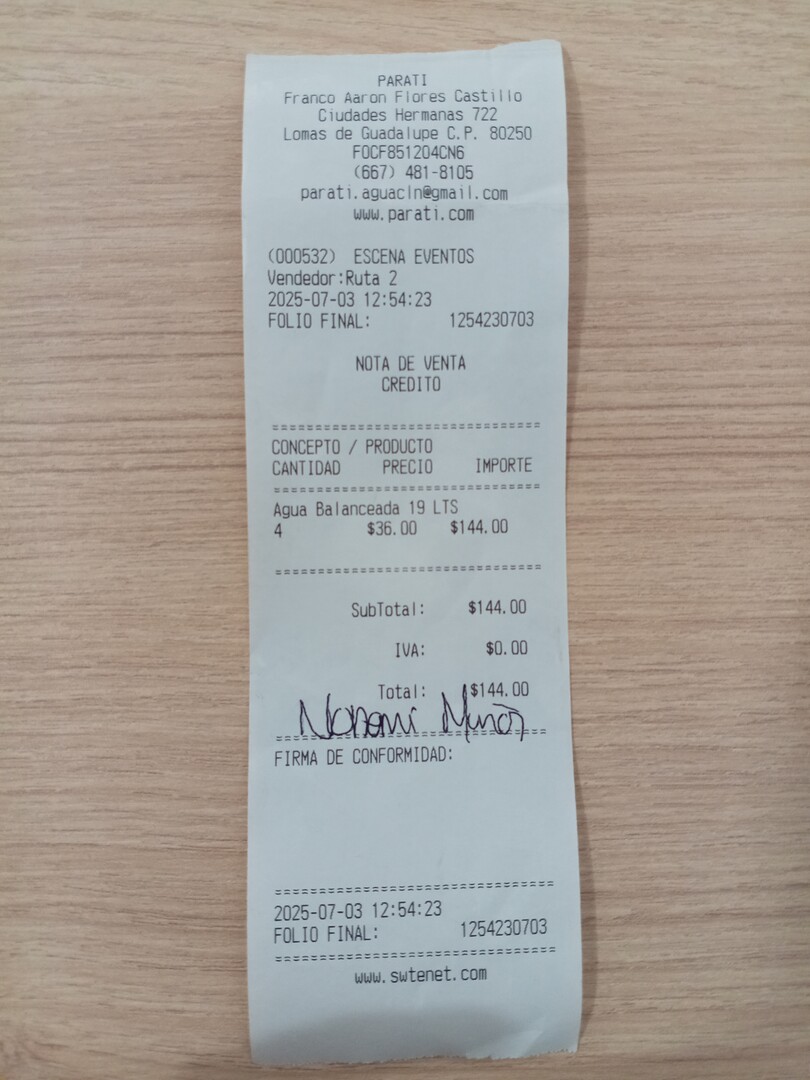 PARATI
Franco Aaron Flores Castillo
Ciudades Hermanas 722
Lomas de Guadalupe C.P. 80250
FOCF851204CN6
(667) 481-8105
parati.aguacln@gmail.com
www.parati.com
(000532) ESCENA EVENTOS
Vendedor:Ruta 2
2025-07-03 12:54:23
FOLIO FINAL: 1254230703
NOTA DE VENTA
CREDITO
CONCEPTO / PRODUCTO
CANTIDAD PRECIO IMPORTE
Agua Balanceada 19 LTS
4 $36.00 $144.00
SubTotal: $144.00
IVA: $0.00
Total: $144.00
FIRMA DE CONFORMIDAD:
2025-07-03 12:54:23
FOLIO FINAL: 1254230703
www.swtenet.com